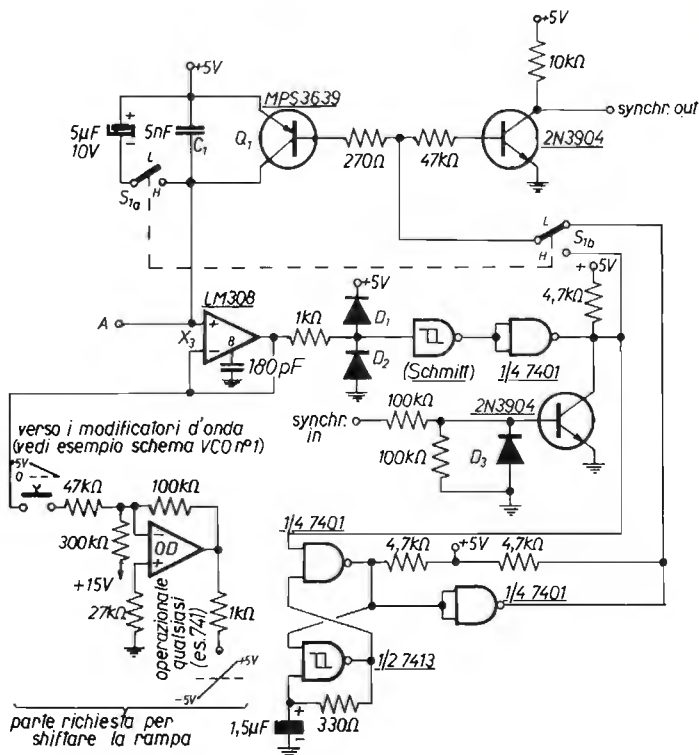 +5V
+5V
10kΩ
MPS3639
5µF
10V
+
-
5nF
C1
Q1
synchr. out
270Ω
47kΩ
2N3904
L
S1a
H
L
S1b
H
+5V
4,7kΩ
LM308
+5V
A
X3
+
-
8
1kΩ
D1
180pF
D2
(Schmitt)
1/4 7401
2N3904
verso i modificatori d'onda
(vedi esempio schema VCO n°1)
synchr.
in
100kΩ
100kΩ
D3
+5V
0
47kΩ
100kΩ
1/4 7401
300kΩ
-
OD
+
+15V
4,7kΩ
+5V
4,7kΩ
1/4 7401
27kΩ
operazionale
qualsiasi
(es.741)
1kΩ
+5V
-5V
1/2 7413
parte richiesta per
shiftare la rampa
1,5µF
+
-
330Ω